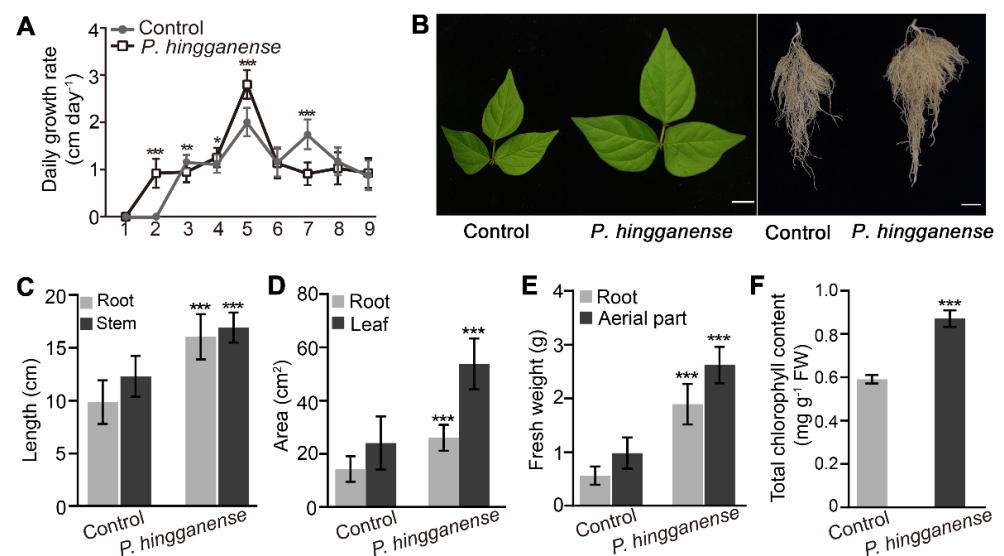 A
Control
P. hingganense
Daily growth rate
(cm day⁻¹)
4
3
2
1
0
***
**
*
***
***
1 2 3 4 5 6 7 8 9
B
Control
P. hingganense
Control
P. hingganense
C
Root
Stem
Length (cm)
20
15
10
5
0
*** ***
Control
P. hingganense
D
Root
Leaf
Area (cm²)
80
60
40
20
0
***
***
Control
P. hingganense
E
Root
Aerial part
Fresh weight (g)
4
3
2
1
0
***
***
Control
P. hingganense
F
Total chlorophyll content
(mg g⁻¹ FW)
1.0
0.8
0.6
0.4
0.2
0
***
Control
P. hingganense